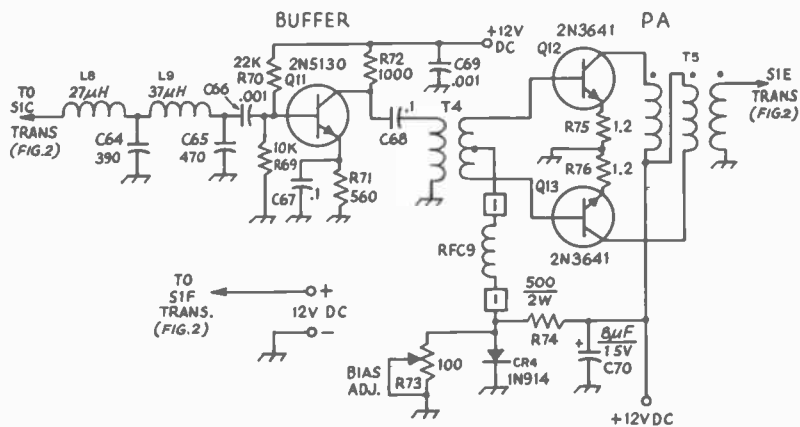 BUFFER
PA
+12V
DC
2N3641
Q12
T5
22K
R70
.001
2N5130
Q11
R72
1000
C69
.001
L8
27µH
L9
37µH
C66
TO
S1C
TRANS
(FIG.2)
C64
390
C65
470
10K
R69
C67
.1
R71
560
.1
C68
T4
R75
1.2
R76
1.2
Q13
2N3641
S1E
TRANS
(FIG.2)
RFC9
TO
S1F
TRANS.
(FIG.2)
+
12V DC
–
500
2W
R74
+
8µF
15V
C70
BIAS
ADJ.
R73
100
CR4
1N914
+12VDC